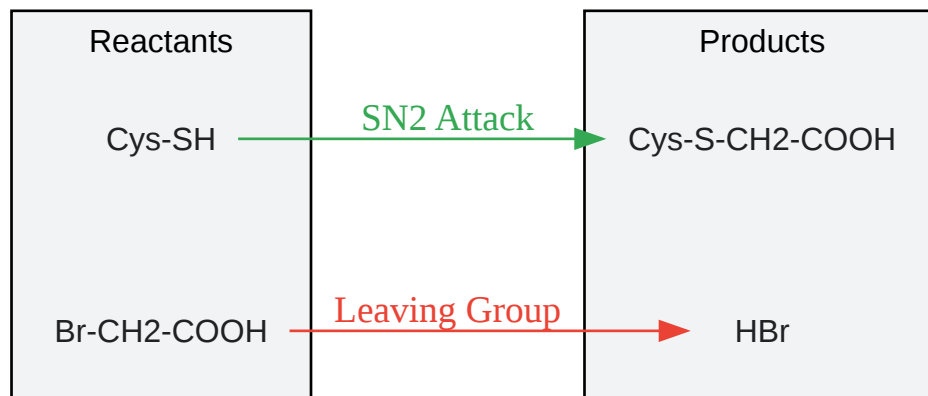 Reactants
Products
SN2 Attack
Cys-SH
Cys-S-CH2-COOH
Leaving Group
Br-CH2-COOH
HBr